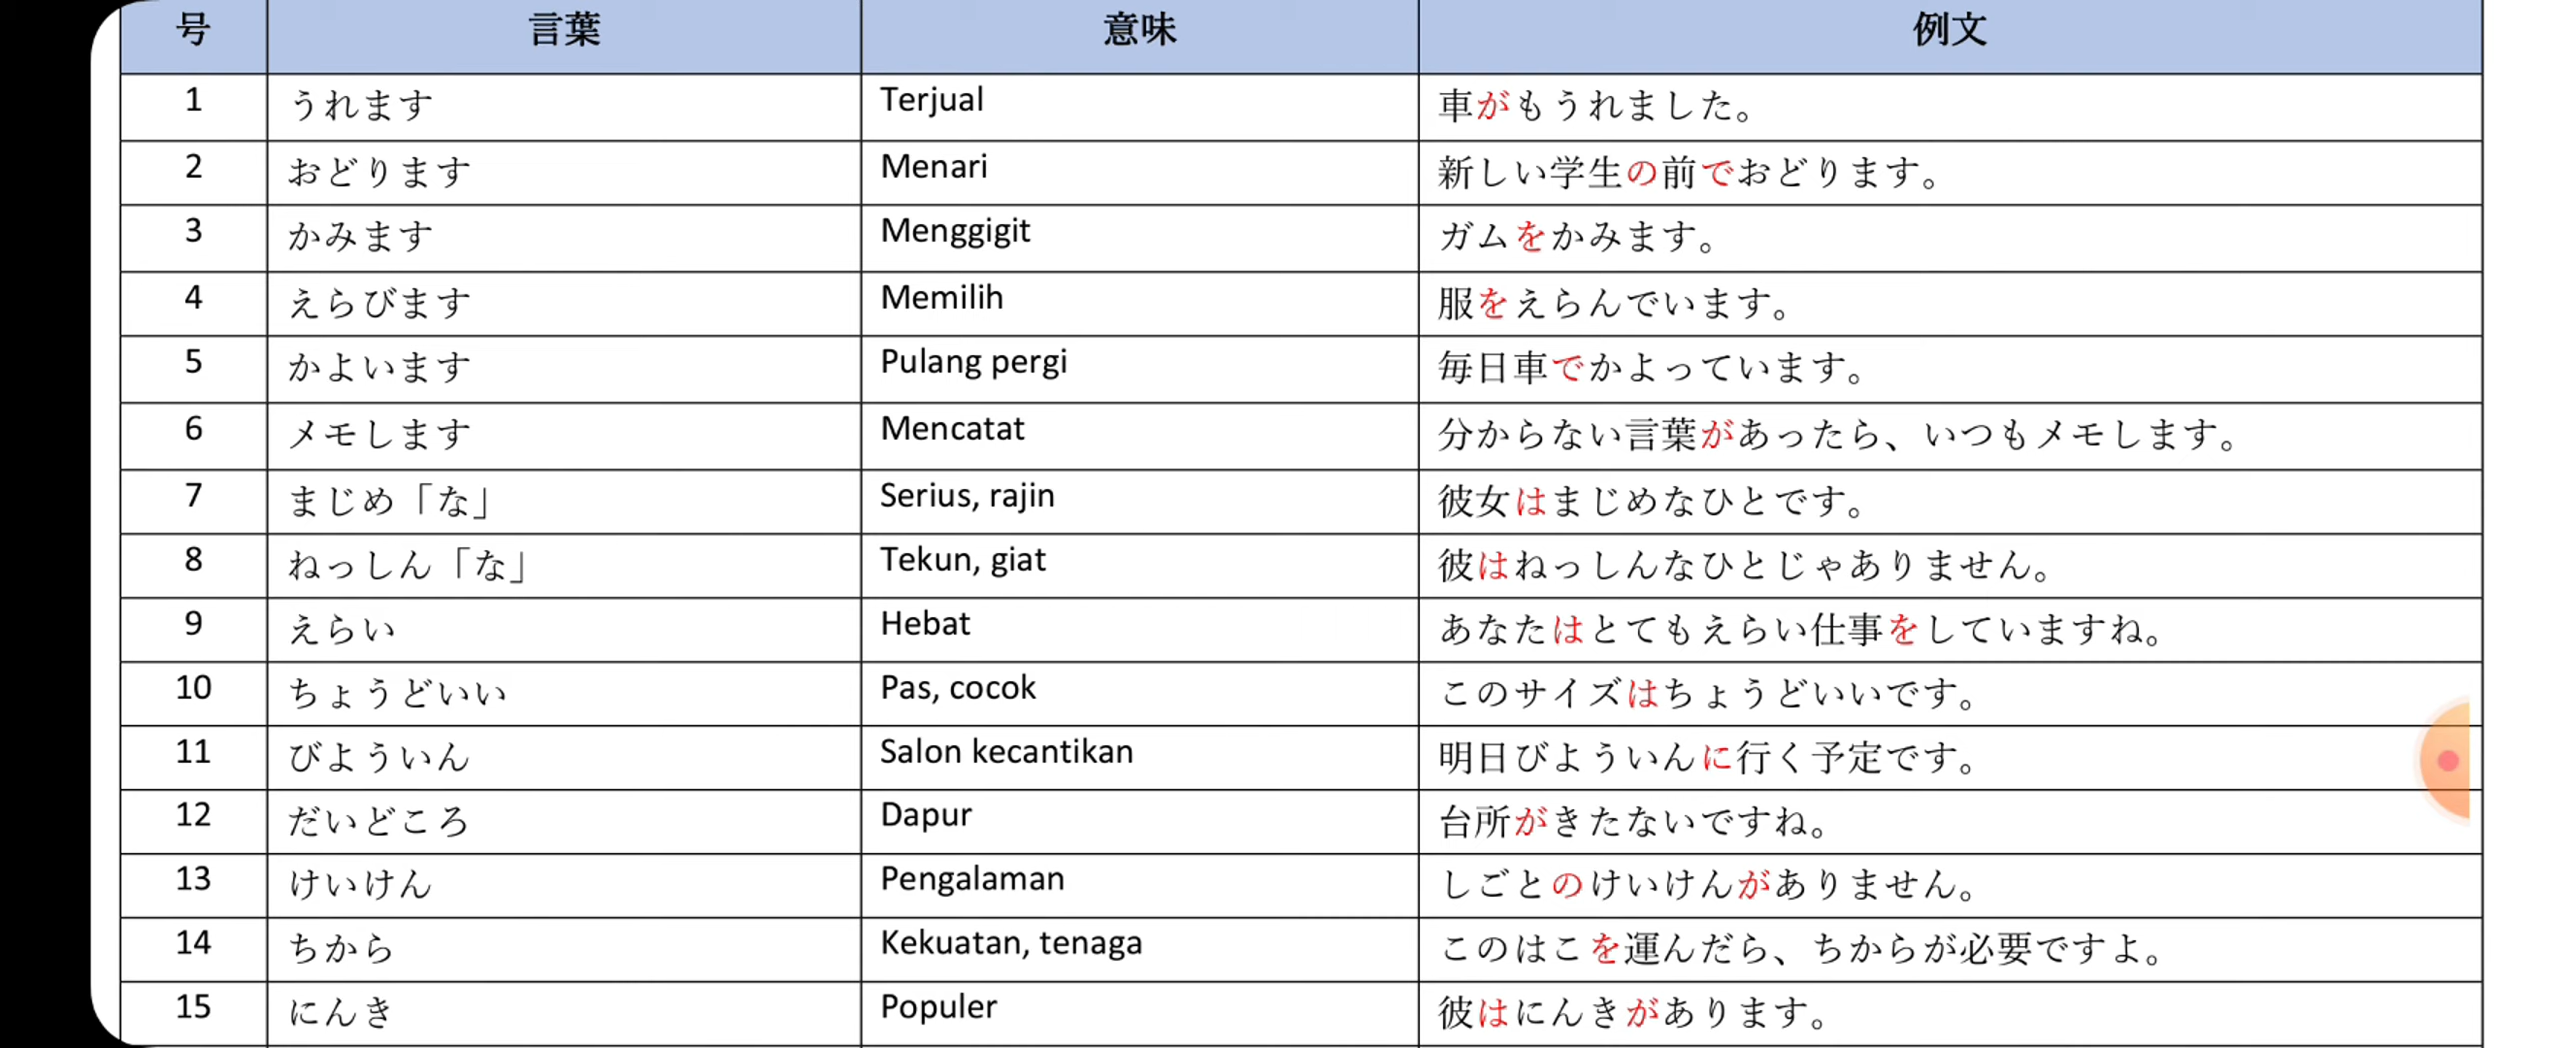 号 言葉 意味 例文
1 うれます Terjual 車がもうれました。
2 おどります Menari 新しい学生の前でおどります。
3 かみます Menggigit ガムをかみます。
4 えらびます Memilih 服をえらんでいます。
5 かよいます Pulang pergi 毎日車でかよっています。
6 メモします Mencatat 分からない言葉があったら、いつもメモします。
7 まじめ「な」 Serius, rajin 彼女はまじめなひとです。
8 ねっしん「な」 Tekun, giat 彼はねっしんなひとじゃありません。
9 えらい Hebat あなたはとてもえらい仕事をしていますね。
10 ちょうどいい Pas, cocok このサイズはちょうどいいです。
11 びよういん Salon kecantikan 明日びよういんに行く予定です。
12 だいどころ Dapur 台所がきたないですね。
13 けいけん Pengalaman しごとのけいけんがありません。
14 ちから Kekuatan, tenaga このはこを運んだら、ちからが必要ですよ。
15 にんき Populer 彼はにんきがあります。